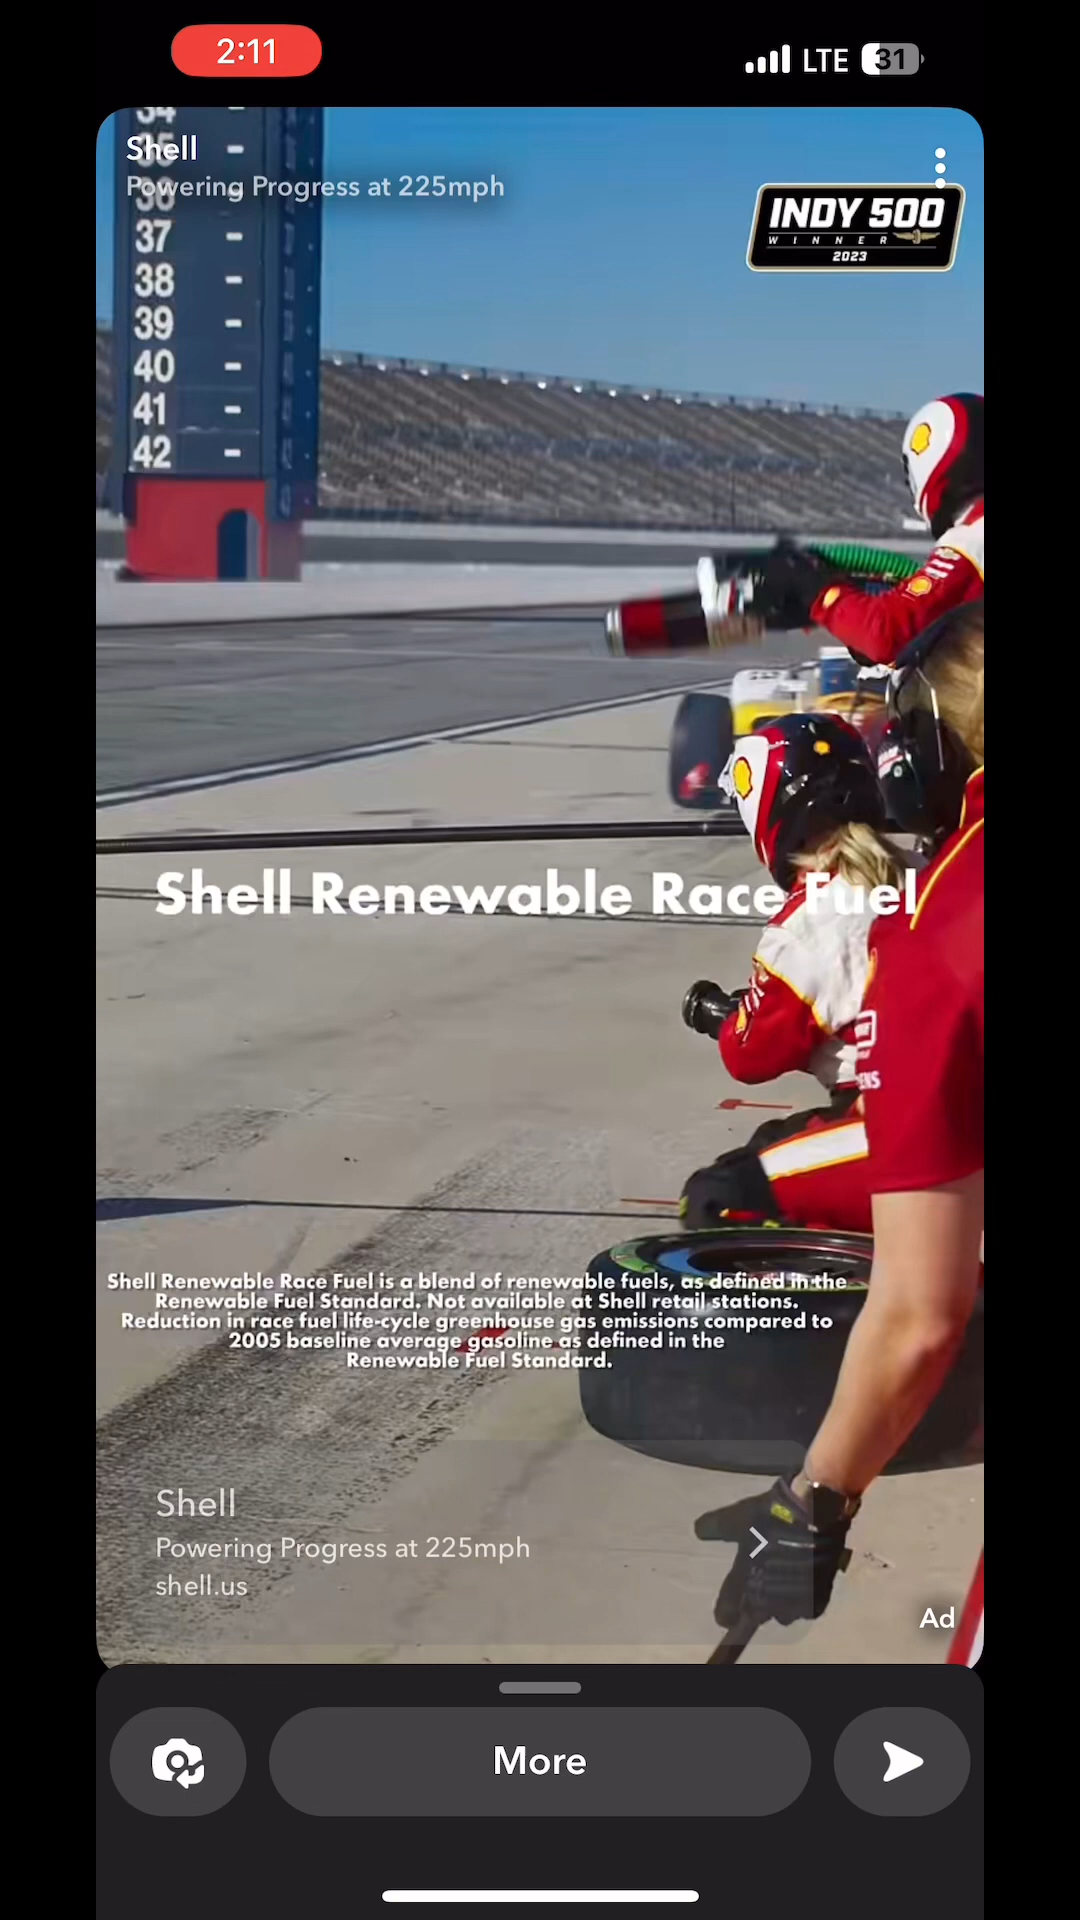 2:11
LTE 31
34
35
36
37
38
39
40
41
42
Shell
Powering Progress at 225mph
INDY 500
WINNER
2023
Shell Renewable Race Fuel
Shell Renewable Race Fuel is a blend of renewable fuels, as defined in the
Renewable Fuel Standard. Not available at Shell retail stations.
Reduction in race fuel life-cycle greenhouse gas emissions compared to
2005 baseline average gasoline as defined in the
Renewable Fuel Standard.
Shell
Powering Progress at 225mph
shell.us
Ad
More